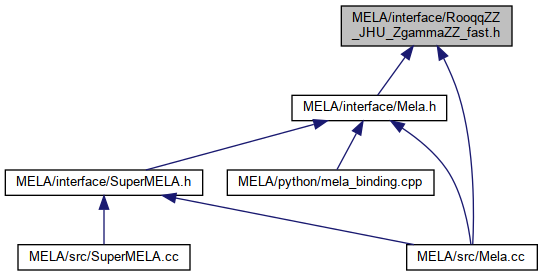 MELA/interface/RooqqZZ
_JHU_ZgammaZZ_fast.h
MELA/interface/Mela.h
MELA/interface/SuperMELA.h
MELA/python/mela_binding.cpp
MELA/src/SuperMELA.cc
MELA/src/Mela.cc